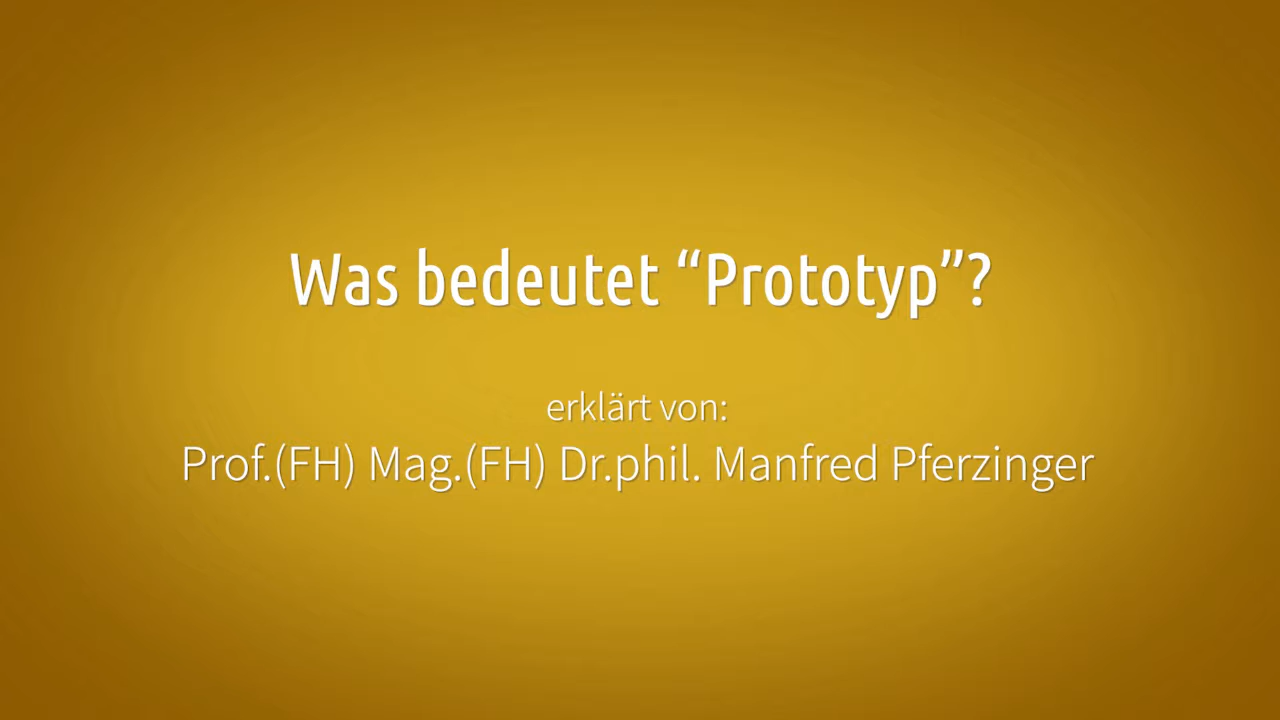 Was bedeutet “Prototyp”?
erklärt von:
Prof.(FH) Mag.(FH) Dr.phil. Manfred Pferzinger